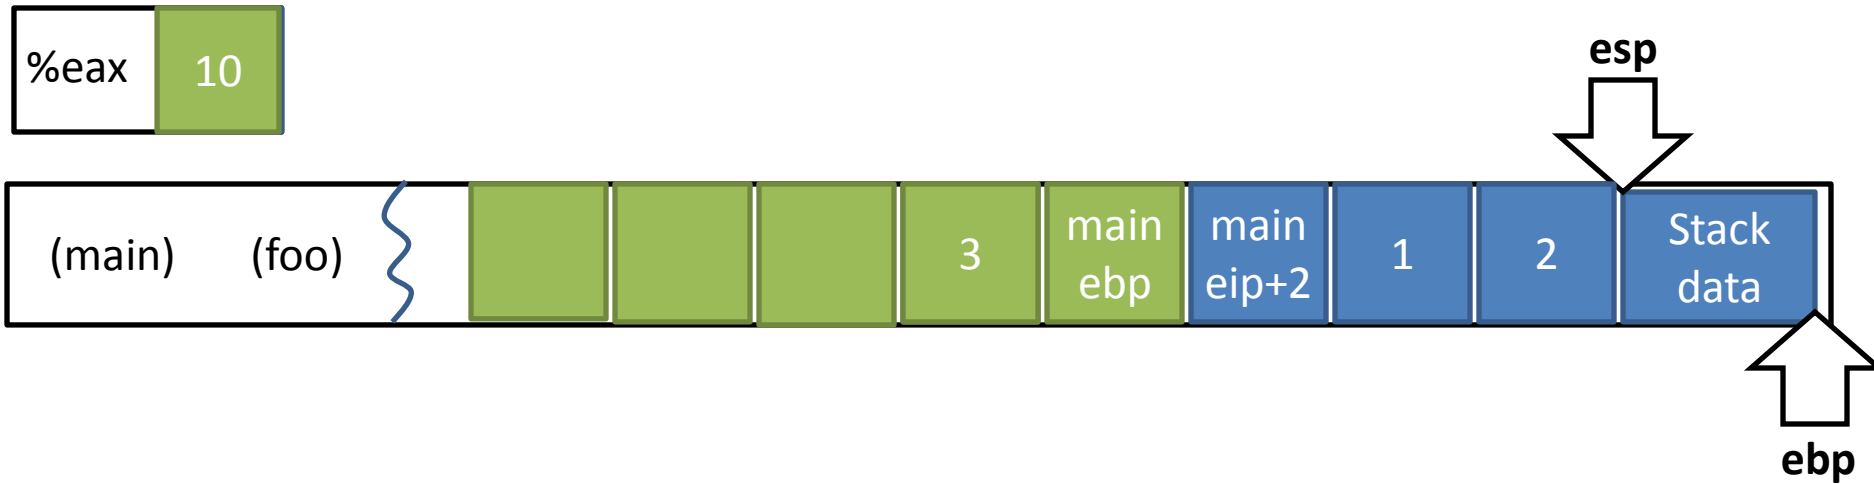 %eax 10
esp
(main) (foo) 3 main ebp main eip+2 1 2 Stack data
ebp